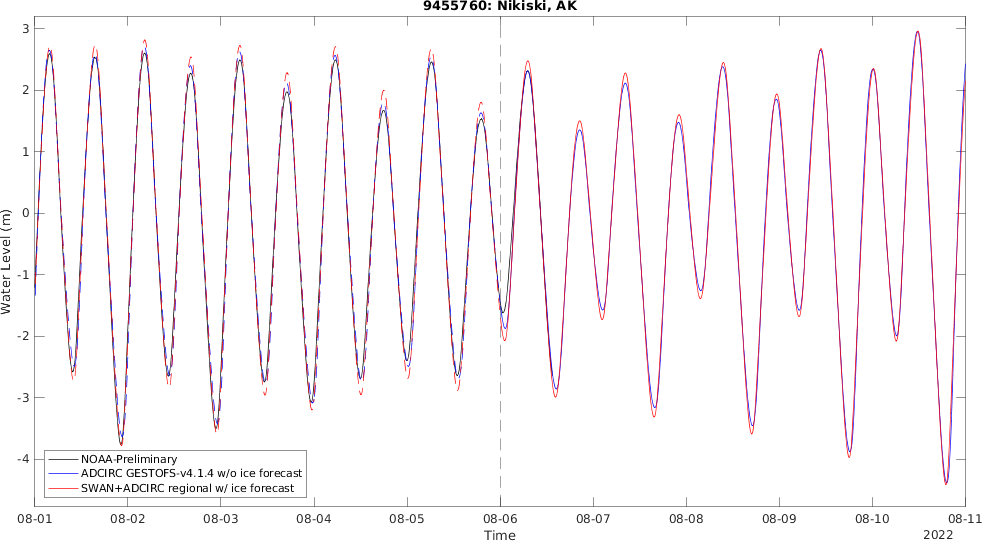 9455760: Nikiski, AK
3
2
1
0
-1
-2
-3
-4
Water Level (m)
NOAA-Preliminary
ADCIRC GESTOFS-v4.1.4 w/o ice forecast
SWAN+ADCIRC regional w/ ice forecast
08-01 08-02 08-03 08-04 08-05 08-06 08-07 08-08 08-09 08-10 08-11
Time
2022